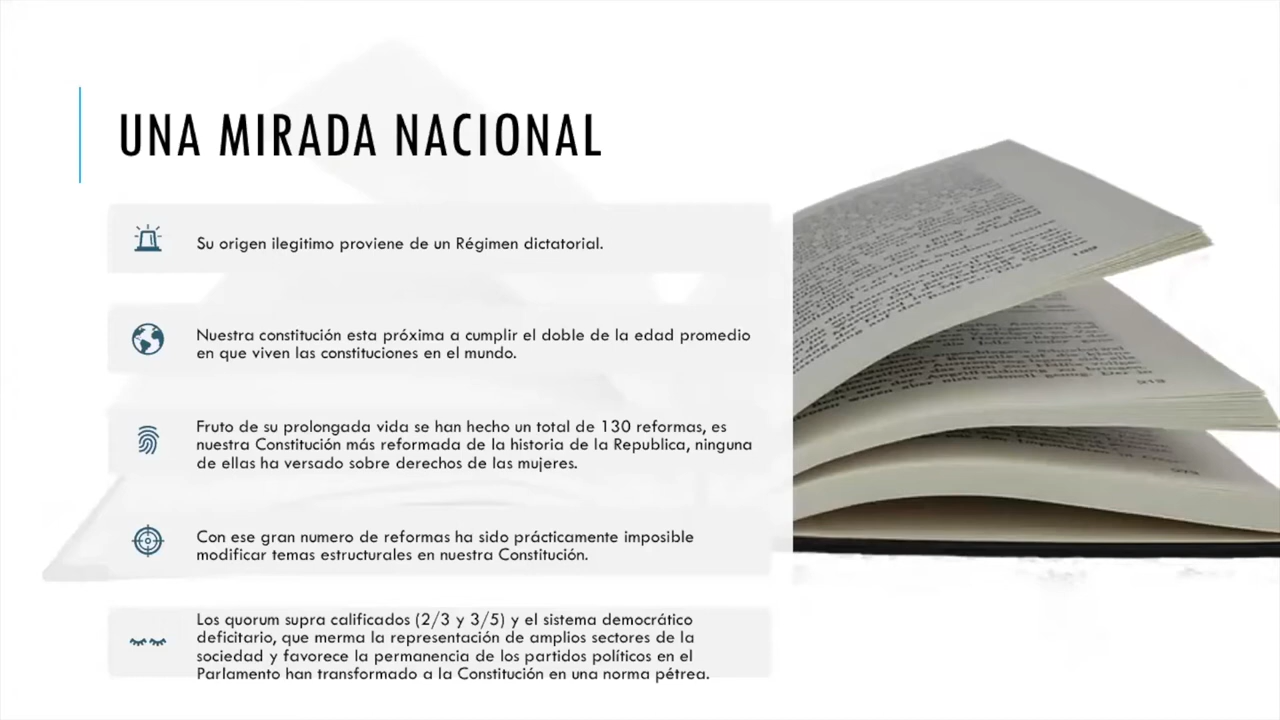 UNA MIRADA NACIONAL
Su origen ilegitimo proviene de un Régimen dictatorial.
Nuestra constitución esta próxima a cumplir el doble de la edad promedio
en que viven las constituciones en el mundo.
Fruto de su prolongada vida se han hecho un total de 130 reformas, es
nuestra Constitución más reformada de la historia de la Republica, ninguna
de ellas ha versado sobre derechos de las mujeres.
Con ese gran numero de reformas ha sido prácticamente imposible
modificar temas estructurales en nuestra Constitución.
Los quorum supra calificados (2/3 y 3/5) y el sistema democrático
deficitario, que merma la representación de amplios sectores de la
sociedad y favorece la permanencia de los partidos políticos en el
Parlamento han transformado a la Constitución en una norma pétrea.